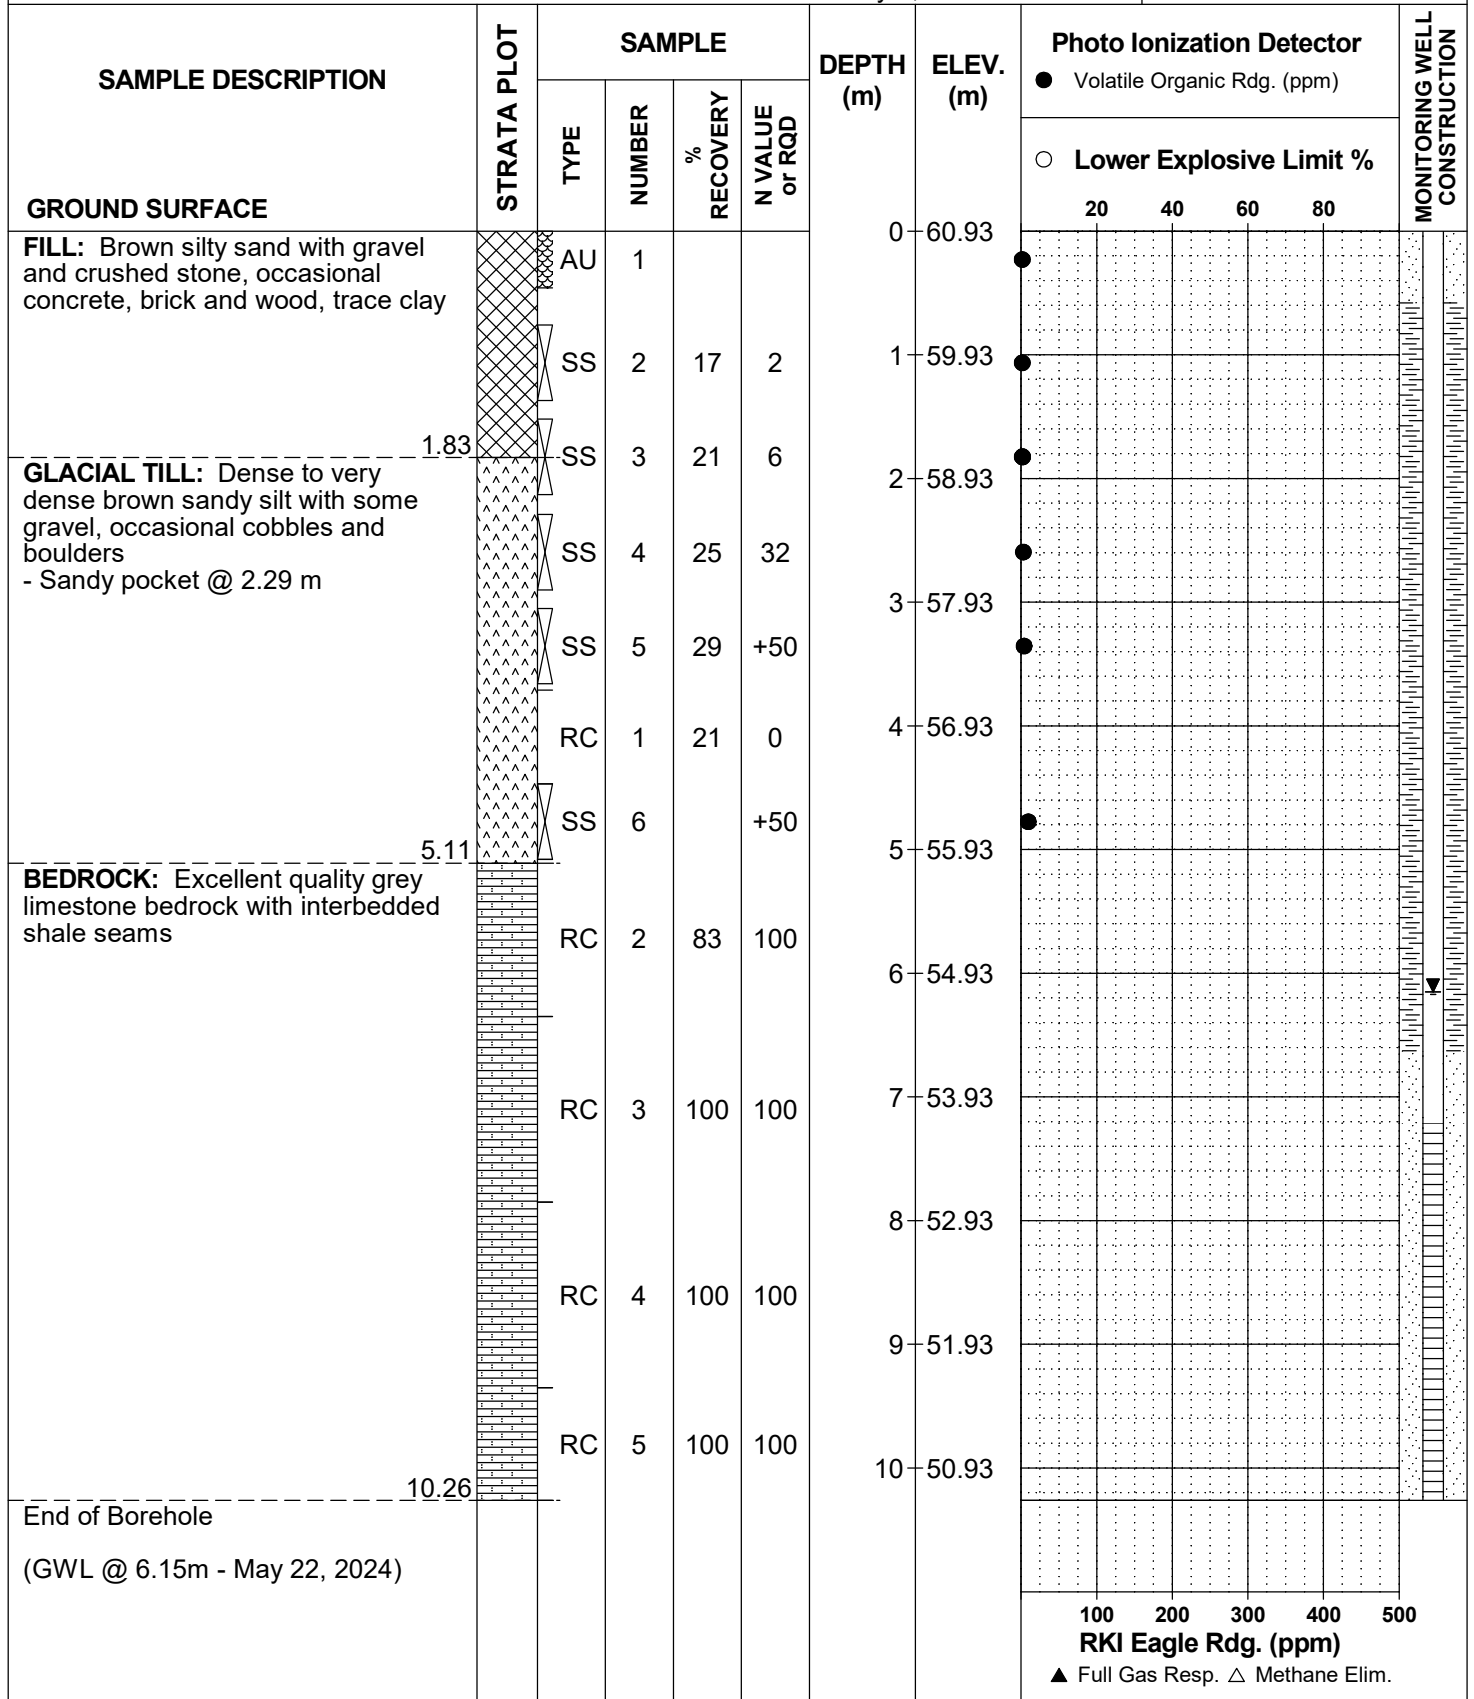 SAMPLE DESCRIPTION
GROUND SURFACE
STRATA PLOT
SAMPLE
TYPE
NUMBER
%
RECOVERY
N VALUE
or RQD
DEPTH
(m)
ELEV.
(m)
Photo Ionization Detector
● Volatile Organic Rdg. (ppm)
○ Lower Explosive Limit %
20 40 60 80
MONITORING WELL
CONSTRUCTION
0 60.93
FILL: Brown silty sand with gravel
and crushed stone, occasional
concrete, brick and wood, trace clay
AU 1
SS 2 17 2
1 59.93
1.83
SS 3 21 6
GLACIAL TILL: Dense to very
dense brown sandy silt with some
gravel, occasional cobbles and
boulders
- Sandy pocket @ 2.29 m
2 58.93
SS 4 25 32
3 57.93
SS 5 29 +50
4 56.93
RC 1 21 0
SS 6 +50
5.11
5 55.93
BEDROCK: Excellent quality grey
limestone bedrock with interbedded
shale seams
RC 2 83 100
6 54.93
7 53.93
RC 3 100 100
8 52.93
RC 4 100 100
9 51.93
RC 5 100 100
10 50.93
10.26
End of Borehole
(GWL @ 6.15m - May 22, 2024)
100 200 300 400 500
RKI Eagle Rdg. (ppm)
▲ Full Gas Resp. △ Methane Elim.